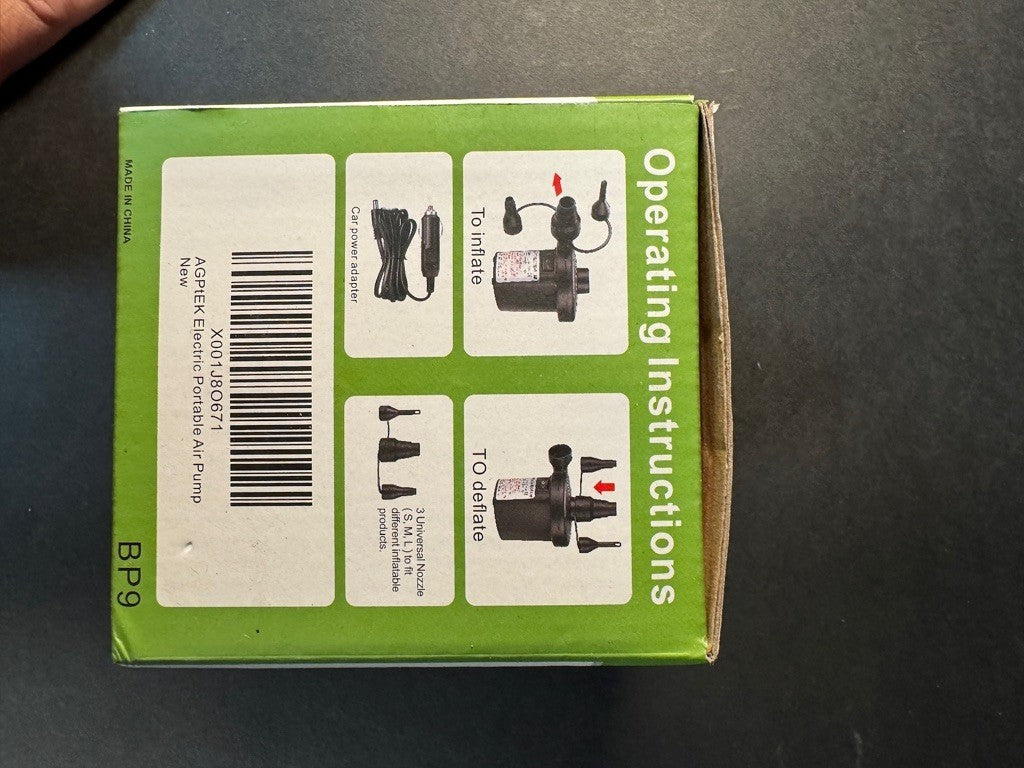 Operating Instructions
To inflate
TO deflate
Car power adapter
3 Universal Nozzle
( S, M, L ) to fit
different inflatable
products.
X001J8O671
AGPtEK Electric Portable Air Pump
New
MADE IN CHINA
BP9